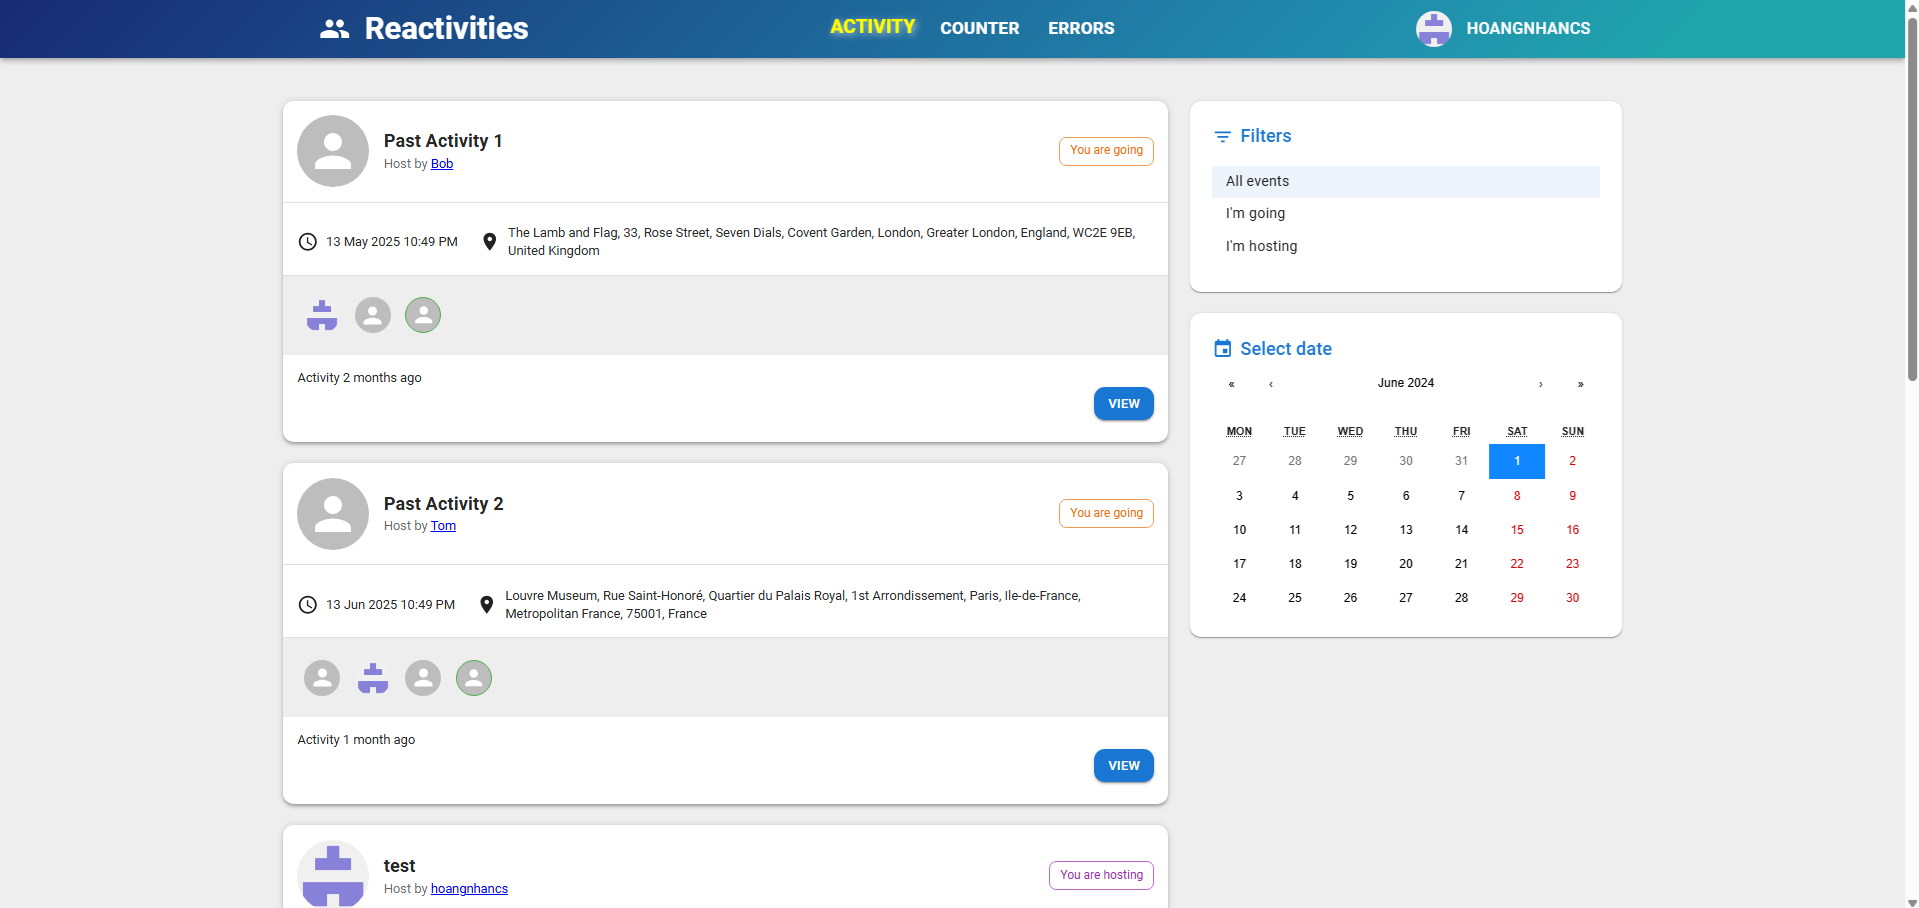 Reactivities
ACTIVITY COUNTER ERRORS
HOANGNHANCS
Past Activity 1
Host by Bob
You are going
13 May 2025 10:49 PM
The Lamb and Flag, 33, Rose Street, Seven Dials, Covent Garden, London, Greater London, England, WC2E 9EB,
United Kingdom
Activity 2 months ago
VIEW
Past Activity 2
Host by Tom
You are going
13 Jun 2025 10:49 PM
Louvre Museum, Rue Saint-Honoré, Quartier du Palais Royal, 1st Arrondissement, Paris, Ile-de-France,
Metropolitan France, 75001, France
Activity 1 month ago
VIEW
test
Host by hoangnhancs
You are hosting
Filters
All events
I'm going
I'm hosting
Select date
« ‹ June 2024 › »
MON TUE WED THU FRI SAT SUN
27 28 29 30 31 1 2
3 4 5 6 7 8 9
10 11 12 13 14 15 16
17 18 19 20 21 22 23
24 25 26 27 28 29 30